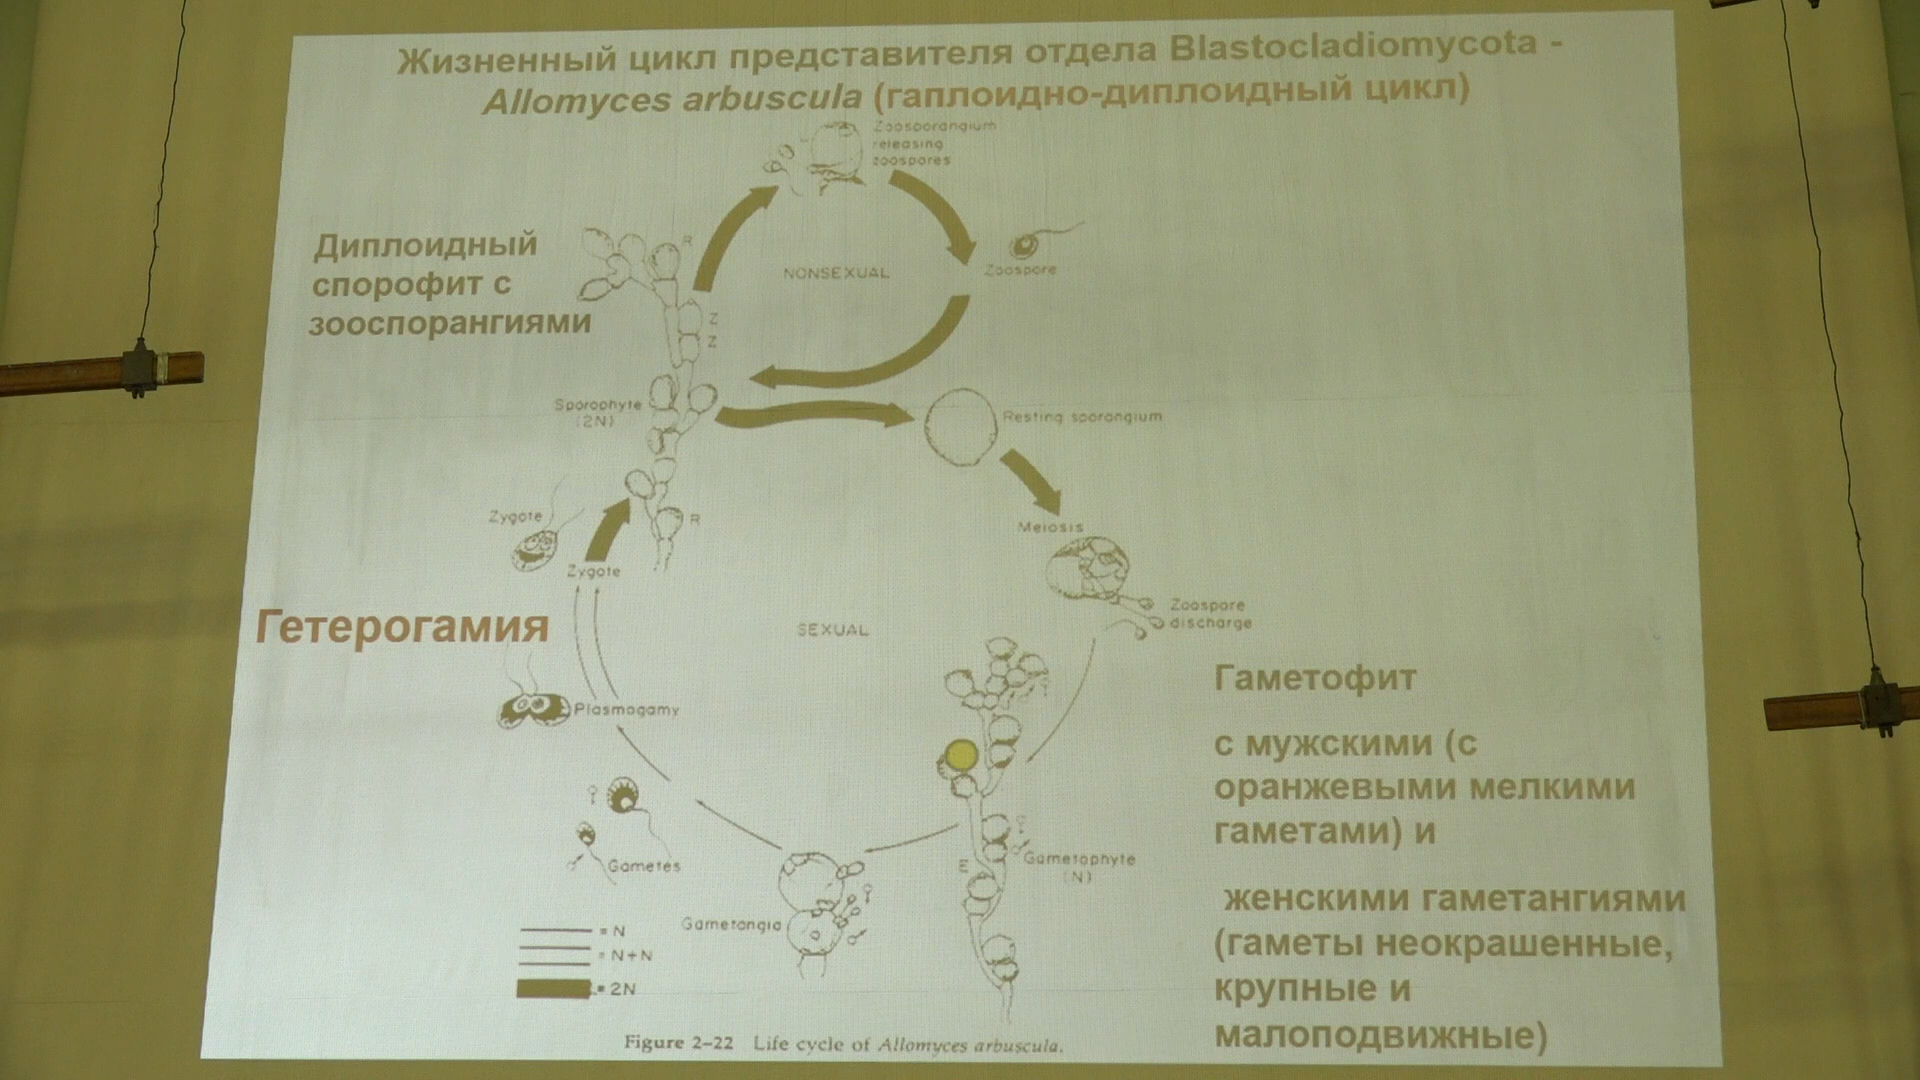 Жизненный цикл представителя отдела Blastocladiomycota -
Allomyces arbuscula (гаплоидно-диплоидный цикл)
Zoosporangium
releasing
zoospores
Диплоидный
спорофит с
зооспорангиями
R
NONSEXUAL
Zoospore
Z
Z
Sporophyte
(2N)
Resting sporangium
Meiosis
Zygote
R
Zygote
Zoospore
discharge
Гетерогамия
SEXUAL
Plasmogamy
Гаметофит
с мужскими (с
оранжевыми мелкими
гаметами) и
женскими гаметангиями
(гаметы неокрашенные,
крупные и
малоподвижные)
♀
♂
Gametes
♀
♂
Gametophyte
(N)
E
Gametangia
♀
♂
= N
= N+N
= 2N
Figure 2–22 Life cycle of Allomyces arbuscula.